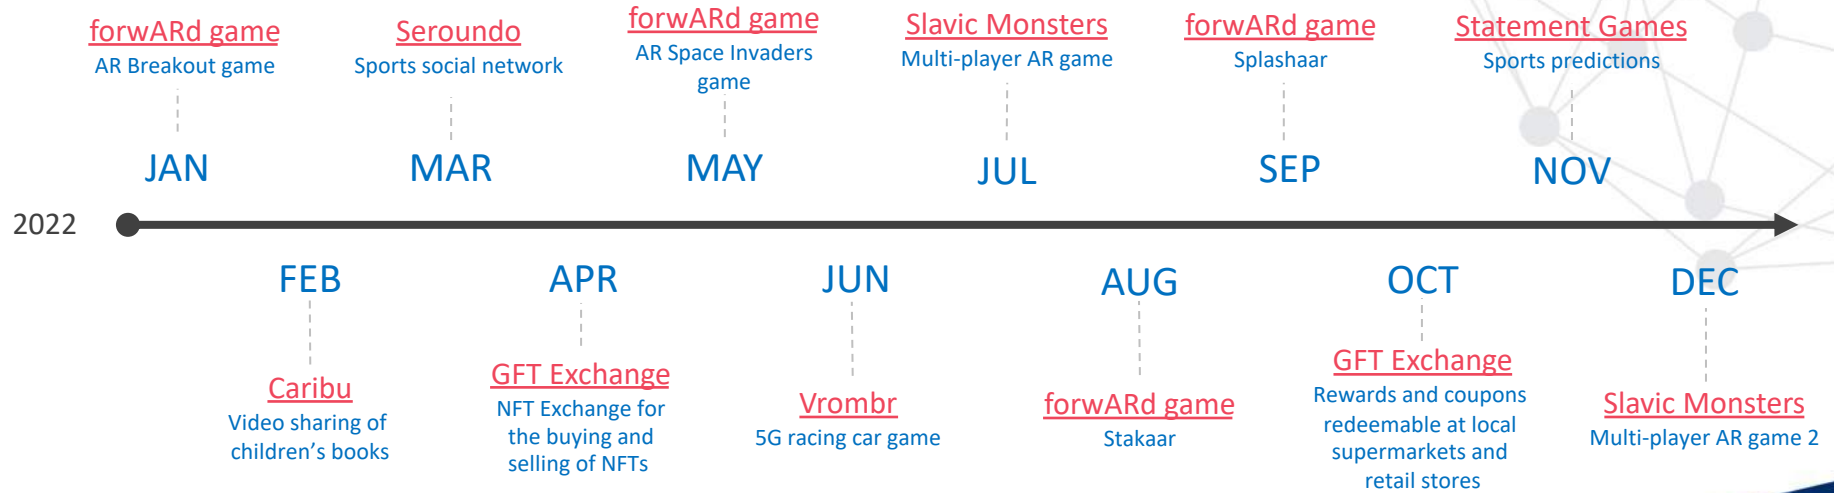 forwARd game
AR Breakout game
Seroundo
Sports social network
forwARd game
AR Space Invaders
game
Slavic Monsters
Multi-player AR game
forwARd game
Splashaar
Statement Games
Sports predictions
JAN
MAR
MAY
JUL
SEP
NOV
2022
FEB
APR
JUN
AUG
OCT
DEC
Caribu
Video sharing of
children’s books
GFT Exchange
NFT Exchange for
the buying and
selling of NFTs
Vrombr
5G racing car game
forwARd game
Stakaar
GFT Exchange
Rewards and coupons
redeemable at local
supermarkets and
retail stores
Slavic Monsters
Multi-player AR game 2